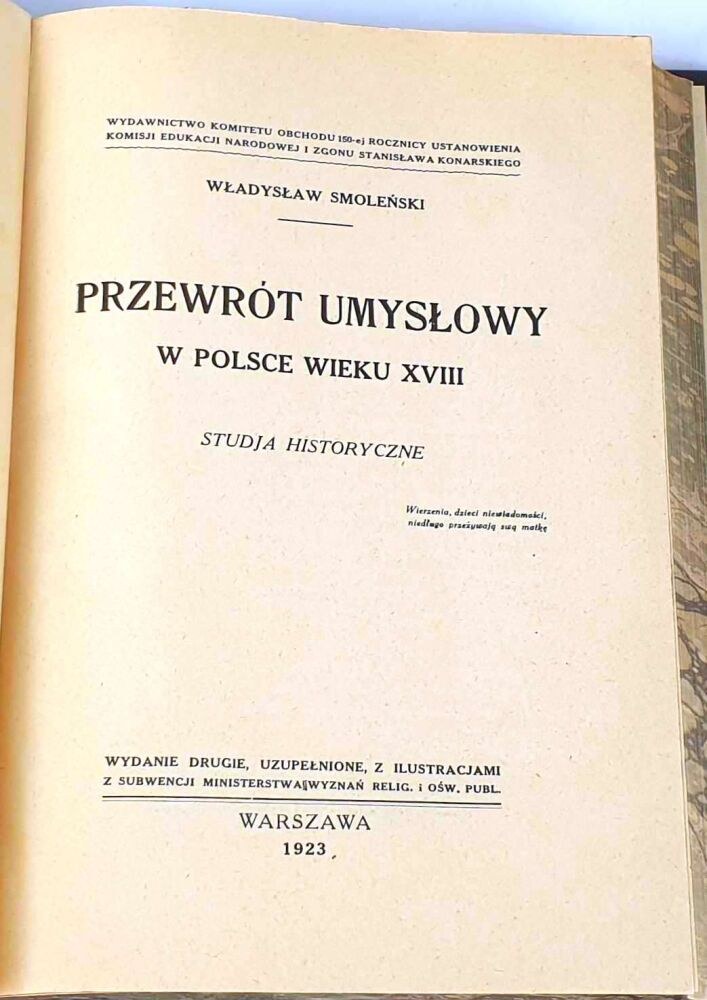 WYDAWNICTWO KOMITETU OBCHODU 150-ej ROCZNICY USTANOWIENIA
KOMISJI EDUKACJI NARODOWEJ I ZGONU STANISŁAWA KONARSKIEGO
WŁADYSŁAW SMOLEŃSKI
PRZEWRÓT UMYSŁOWY
W POLSCE WIEKU XVIII
STUDJA HISTORYCZNE
Wierzenia, dzieci niewiadomości,
niedługo przeżywają swą matkę
WYDANIE DRUGIE, UZUPEŁNIONE, Z ILUSTRACJAMI
Z SUBWENCJI MINISTERSTWA WYZNAŃ RELIG. i OŚW. PUBL.
WARSZAWA
1923